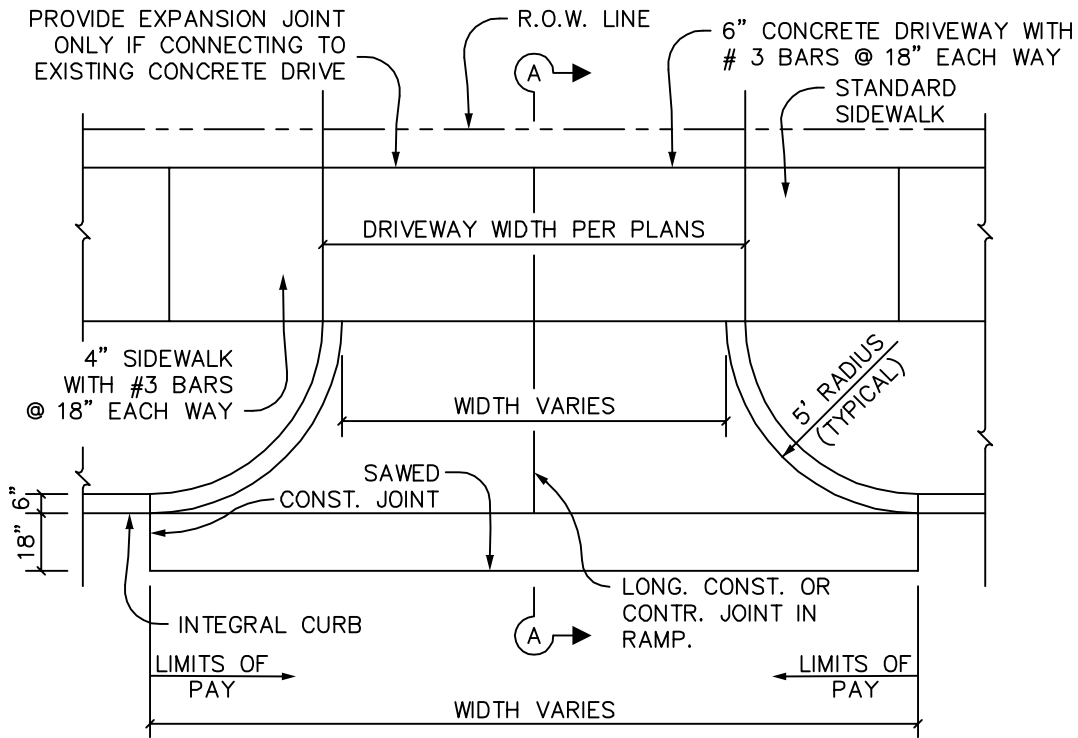 PROVIDE EXPANSION JOINT
ONLY IF CONNECTING TO
EXISTING CONCRETE DRIVE
R.O.W. LINE
6" CONCRETE DRIVEWAY WITH
# 3 BARS @ 18" EACH WAY
A
STANDARD
SIDEWALK
DRIVEWAY WIDTH PER PLANS
4" SIDEWALK
WITH #3 BARS
@ 18" EACH WAY
WIDTH VARIES
5' RADIUS
(TYPICAL)
SAWED
CONST. JOINT
6"
18"
INTEGRAL CURB
LONG. CONST. OR
CONTR. JOINT IN
RAMP.
A
LIMITS OF
PAY
LIMITS OF
PAY
WIDTH VARIES